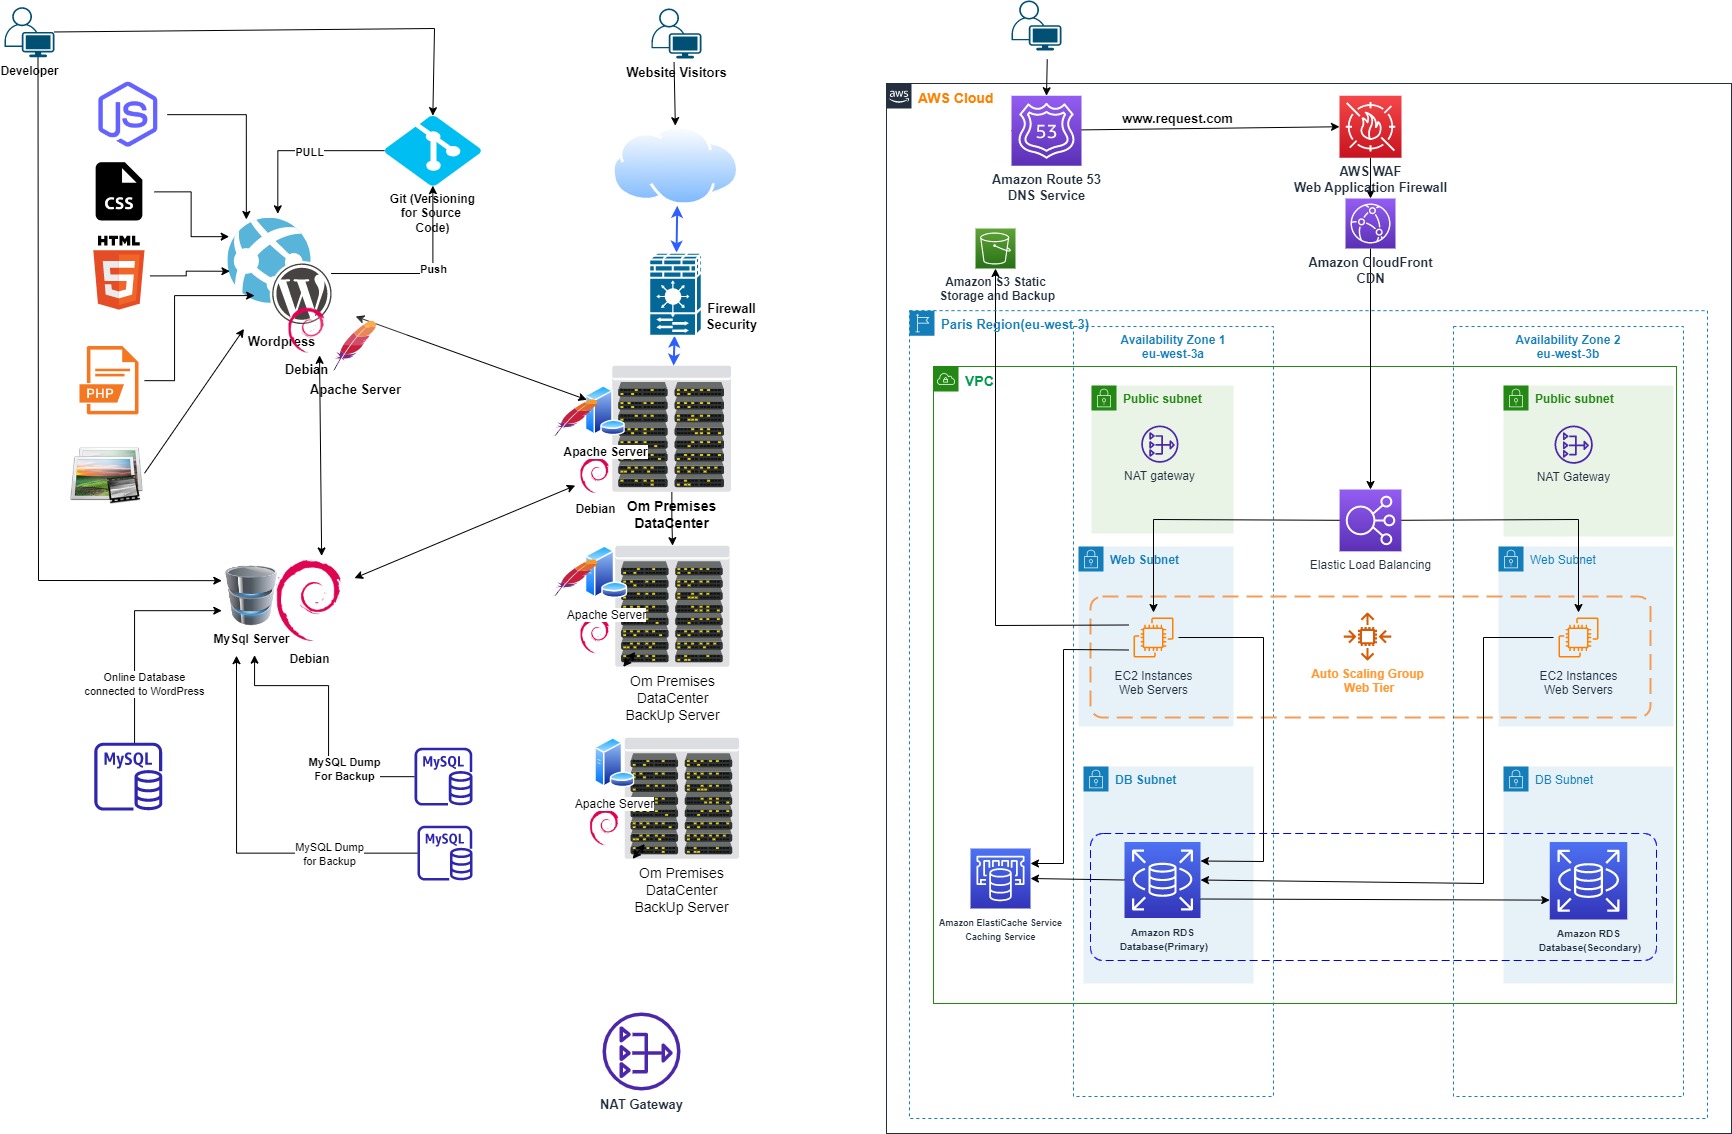 Developer
JS
CSS
HTML
5
PHP
PULL
Git (Versioning
for Source
Code)
Push
W
Wordpress
Debian
Apache Server
MySql Server
Debian
Online Database
connected to WordPress
MySQL
MySQL Dump
For Backup
MySQL
MySQL Dump
for Backup
MySQL
Website Visitors
Firewall
Security
Apache Server
Debian
Om Premises
DataCenter
Apache Server
Om Premises
DataCenter
BackUp Server
Apache Server
Om Premises
DataCenter
BackUp Server
NAT Gateway
aws
AWS Cloud
53
Amazon Route 53
DNS Service
www.request.com
AWS WAF
Web Application Firewall
Amazon CloudFront
CDN
Amazon S3 Static
Storage and Backup
Paris Region(eu-west-3)
Availability Zone 1
eu-west-3a
Availability Zone 2
eu-west-3b
VPC
Public subnet
NAT gateway
Public subnet
NAT Gateway
Elastic Load Balancing
Web Subnet
Web Subnet
EC2 Instances
Web Servers
Auto Scaling Group
Web Tier
EC2 Instances
Web Servers
DB Subnet
DB Subnet
Amazon ElastiCache Service
Caching Service
Amazon RDS
Database(Primary)
Amazon RDS
Database(Secondary)